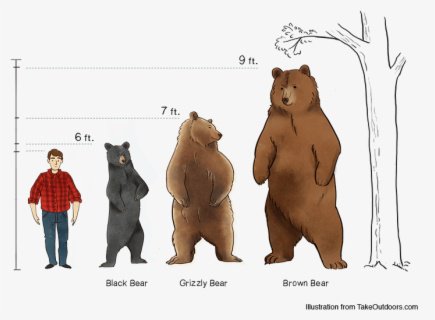 9 ft.
7 ft.
6 ft.
Black Bear
Grizzly Bear
Brown Bear
Illustration from TakeOutdoors.com